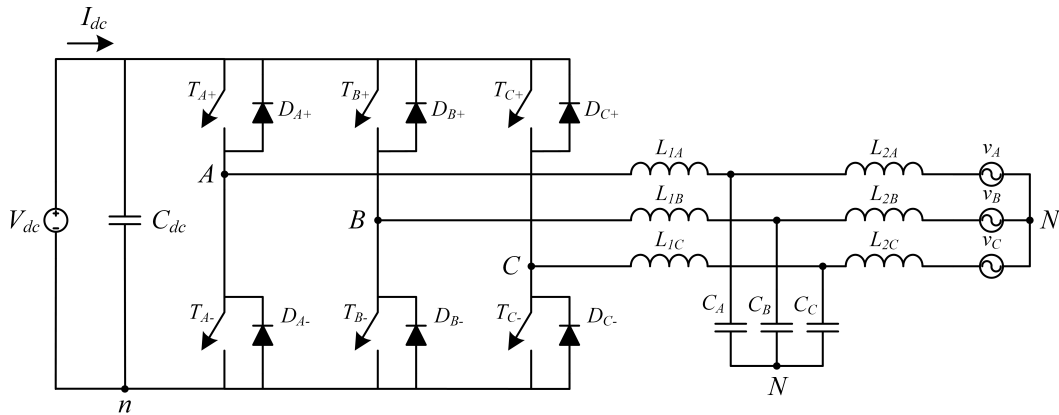 I_dc
T_A+
D_A+
T_B+
D_B+
T_C+
D_C+
A
B
C
L_1A
L_2A
v_A
L_1B
L_2B
v_B
L_1C
L_2C
v_C
N
V_dc
C_dc
T_A-
D_A-
T_B-
D_B-
T_C-
D_C-
C_A
C_B
C_C
N
n